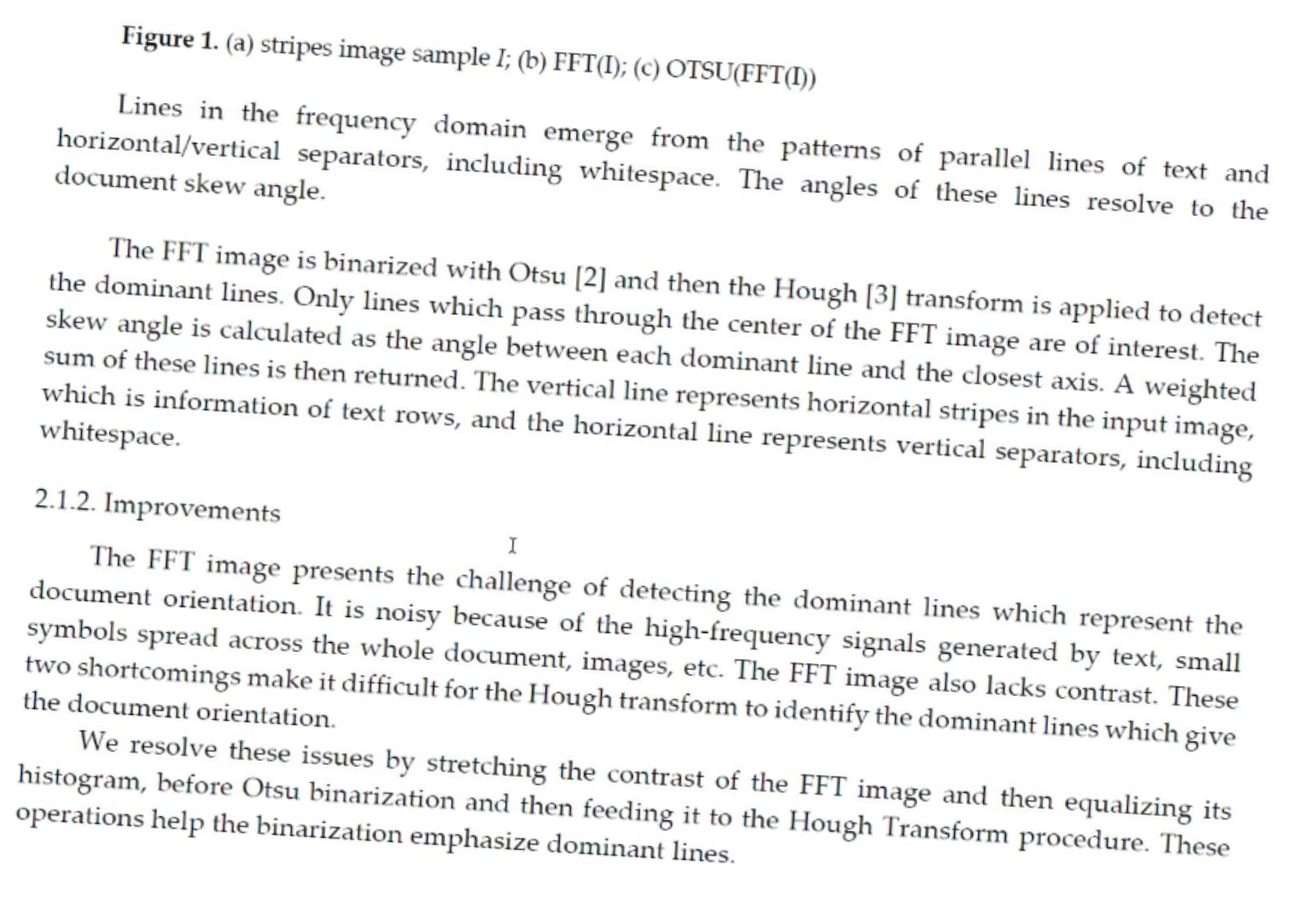 Figure 1. (a) stripes image sample I; (b) FFT(I); (c) OTSU(FFT(I))
Lines in the frequency domain emerge from the patterns of parallel lines of text and
horizontal/vertical separators, including whitespace. The angles of these lines resolve to the
document skew angle.
The FFT image is binarized with Otsu [2] and then the Hough [3] transform is applied to detect
the dominant lines. Only lines which pass through the center of the FFT image are of interest. The
skew angle is calculated as the angle between each dominant line and the closest axis. A weighted
sum of these lines is then returned. The vertical line represents horizontal stripes in the input image,
which is information of text rows, and the horizontal line represents vertical separators, including
whitespace.
2.1.2. Improvements
The FFT image presents the challenge of detecting the dominant lines which represent the
document orientation. It is noisy because of the high-frequency signals generated by text, small
symbols spread across the whole document, images, etc. The FFT image also lacks contrast. These
two shortcomings make it difficult for the Hough transform to identify the dominant lines which give
the document orientation.
We resolve these issues by stretching the contrast of the FFT image and then equalizing its
histogram, before Otsu binarization and then feeding it to the Hough Transform procedure. These
operations help the binarization emphasize dominant lines.